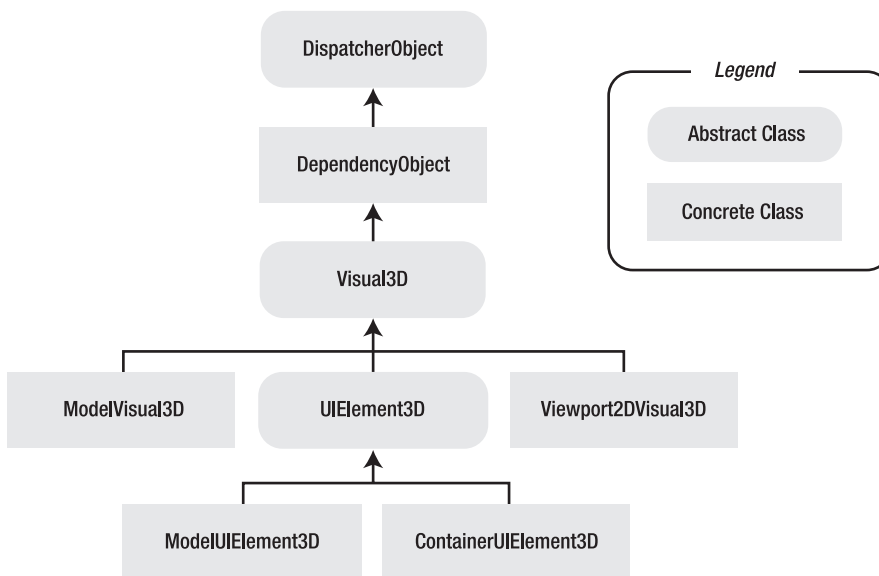 DispatcherObject
Legend
Abstract Class
DependencyObject
Concrete Class
Visual3D
ModelVisual3D
UIElement3D
Viewport2DVisual3D
ModelUIElement3D
ContainerUIElement3D